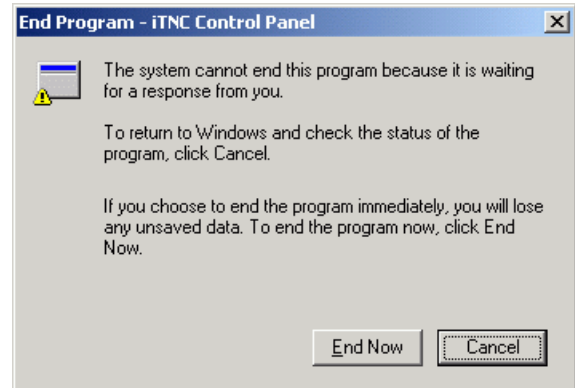 End Program - iTNC Control Panel
The system cannot end this program because it is waiting
for a response from you.
To return to Windows and check the status of the
program, click Cancel.
If you choose to end the program immediately, you will lose
any unsaved data. To end the program now, click End
Now.
End Now
Cancel